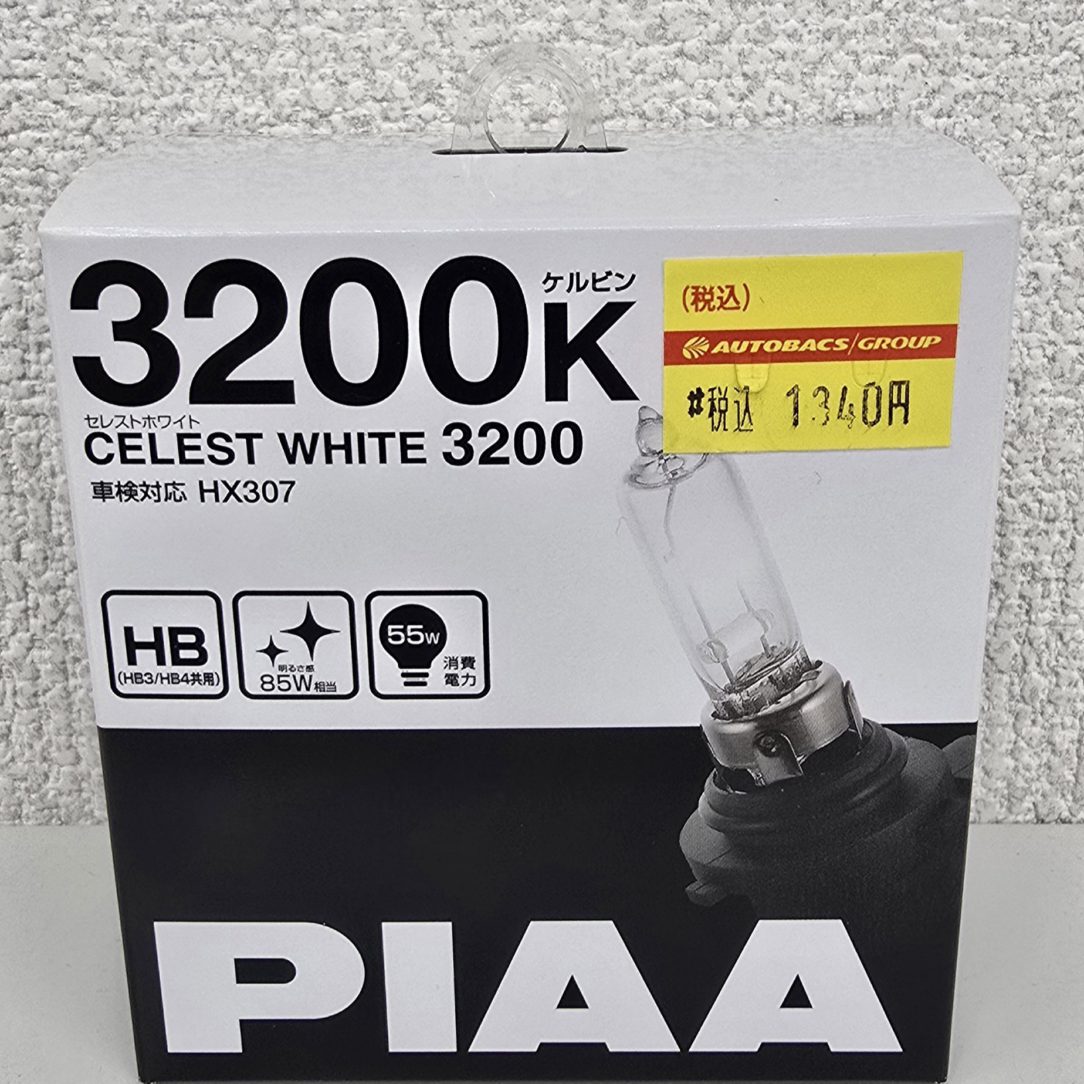 3200K
ケルビン
セレストホワイト
CELEST WHITE 3200
車検対応 HX307
(税込)
AUTOBACS/GROUP
#税込 1340円
HB
(HB3/HB4共用)
明るさ感
85W相当
55W
消費
電力
PIAA